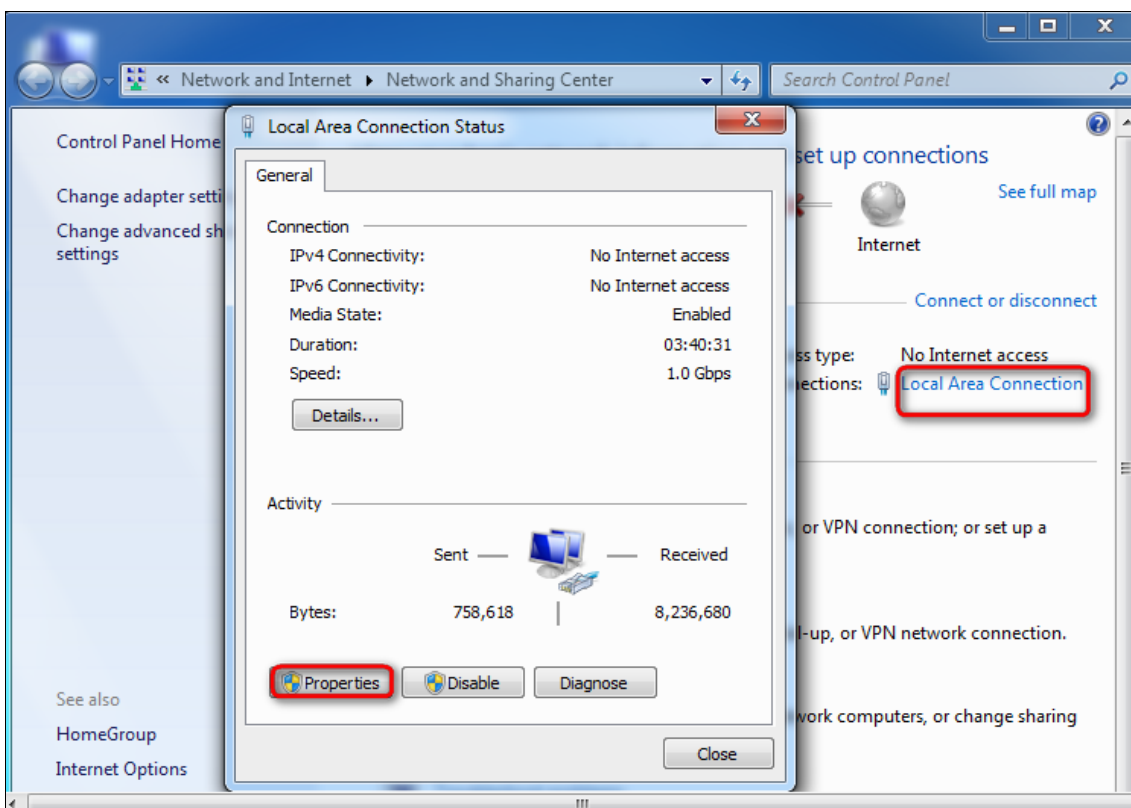 « Network and Internet ▸ Network and Sharing Center
Search Control Panel
Control Panel Home
Change adapter setti
Change advanced sh
settings
See also
HomeGroup
Internet Options
Local Area Connection Status
General
Connection
IPv4 Connectivity: No Internet access
IPv6 Connectivity: No Internet access
Media State: Enabled
Duration: 03:40:31
Speed: 1.0 Gbps
Details...
Activity
Sent Received
Bytes: 758,618 8,236,680
Properties Disable Diagnose
Close
set up connections
See full map
Internet
Connect or disconnect
ss type: No Internet access
ections: Local Area Connection
or VPN connection; or set up a
l-up, or VPN network connection.
work computers, or change sharing